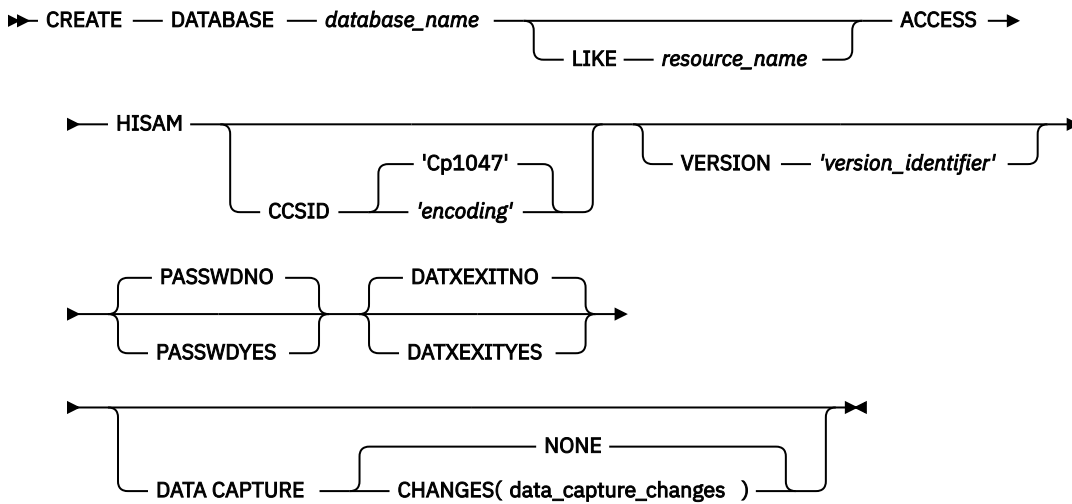 CREATE DATABASE database_name ACCESS
LIKE resource_name
HISAM
'Cp1047'
VERSION 'version_identifier'
CCSID 'encoding'
PASSWDNO DATXEXITNO
PASSWDYES DATXEXITYES
NONE
DATA CAPTURE CHANGES( data_capture_changes )